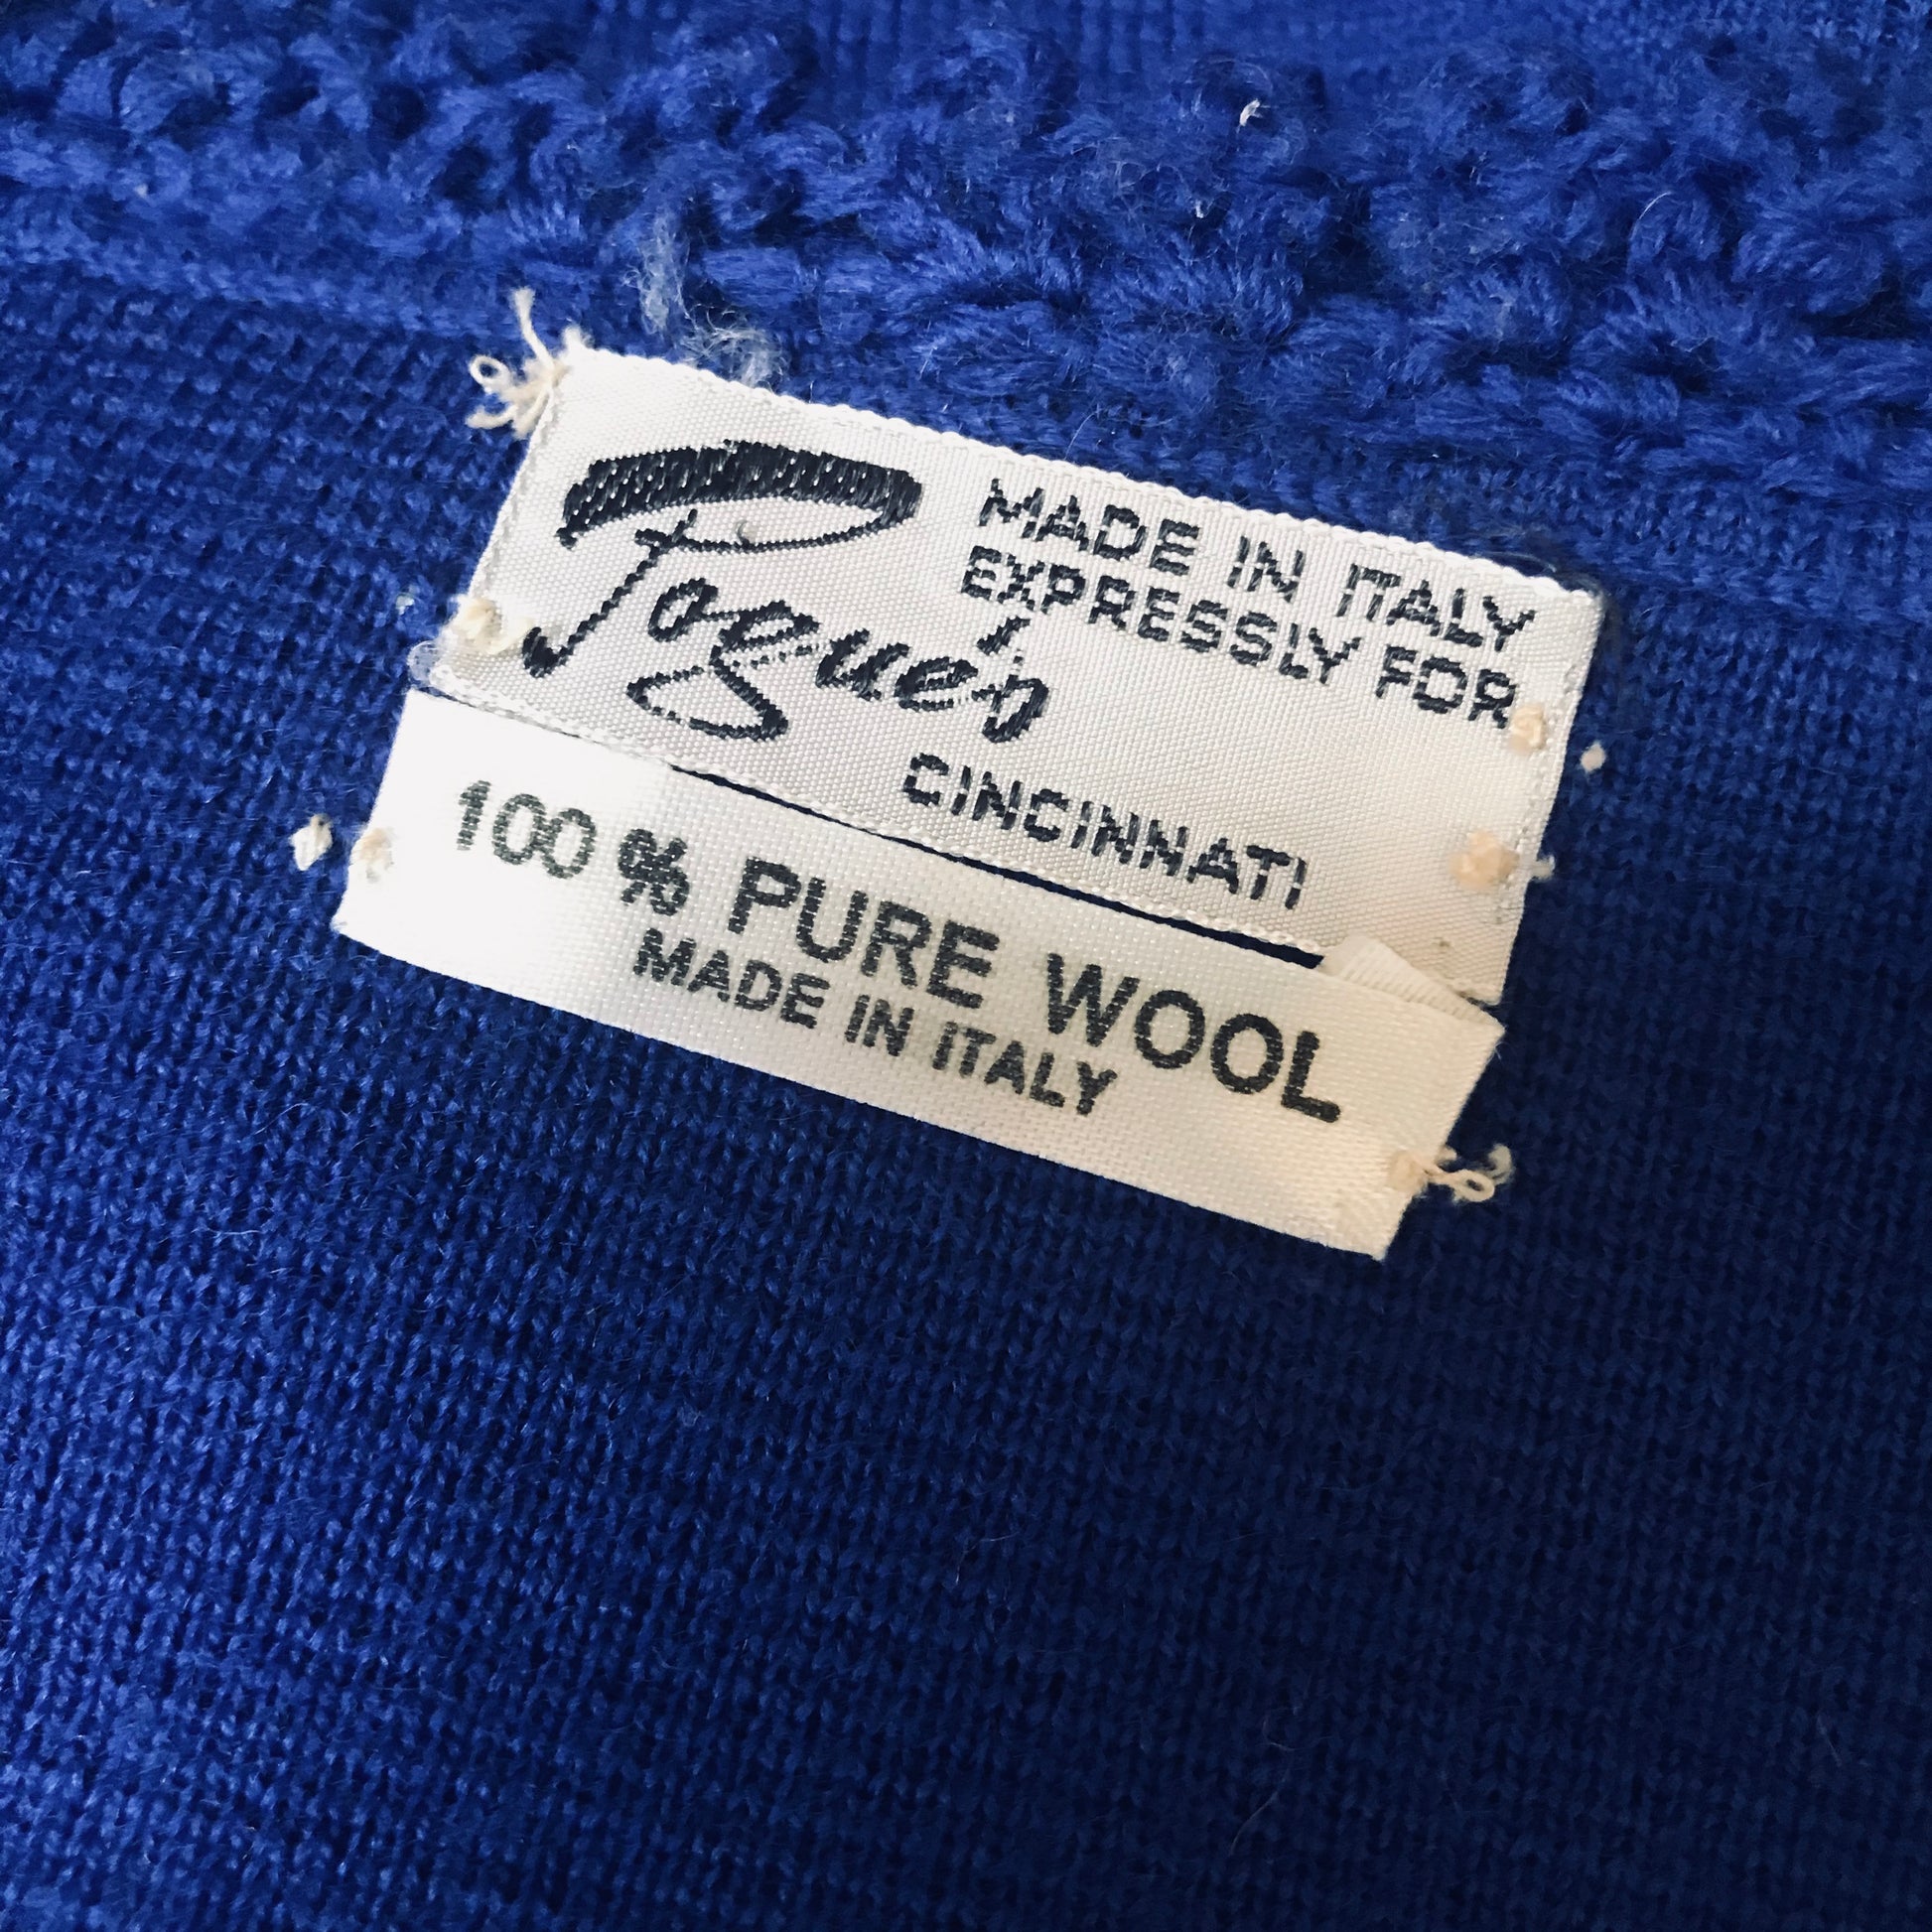 MADE IN ITALY
EXPRESSLY FOR
Pogue's
CINCINNATI
100% PURE WOOL
MADE IN ITALY